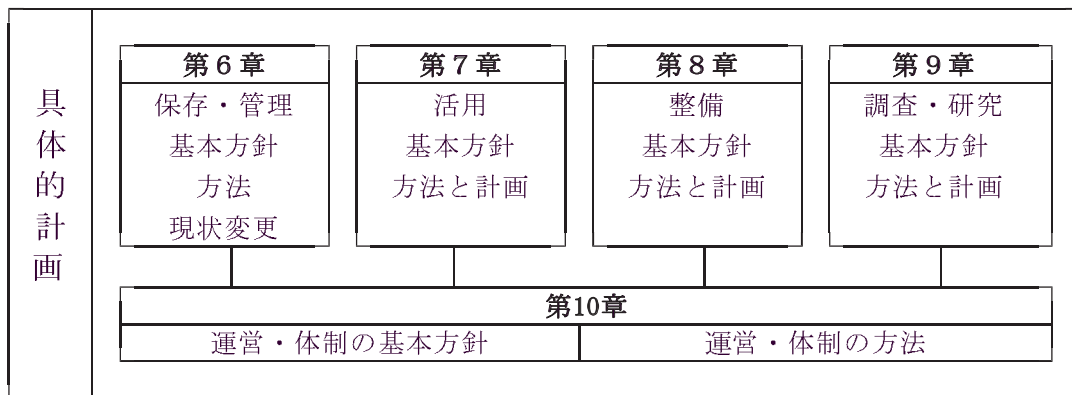 具体的計画
第６章
保存・管理
基本方針
方法
現状変更
第７章
活用
基本方針
方法と計画
第８章
整備
基本方針
方法と計画
第９章
調査・研究
基本方針
方法と計画
第10章
運営・体制の基本方針
運営・体制の方法